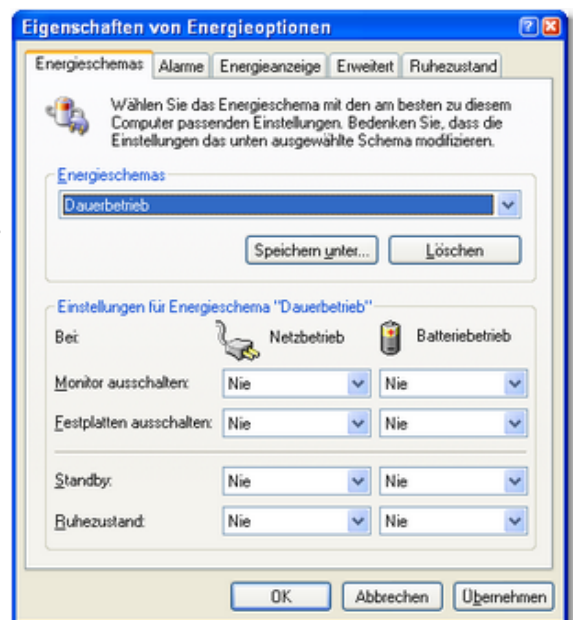 Eigenschaften von Energieoptionen
Energieschemas Alarme Energieanzeige Erweitert Ruhezustand
Wählen Sie das Energieschema mit den am besten zu diesem
Computer passenden Einstellungen. Bedenken Sie, dass die
Einstellungen das unten ausgewählte Schema modifizieren.
Energieschemas
Dauerbetrieb
Speichern unter... Löschen
Einstellungen für Energieschema "Dauerbetrieb"
Bei: Netzbetrieb Batteriebetrieb
Monitor ausschalten: Nie Nie
Festplatten ausschalten: Nie Nie
Standby: Nie Nie
Ruhezustand: Nie Nie
OK Abbrechen Übernehmen